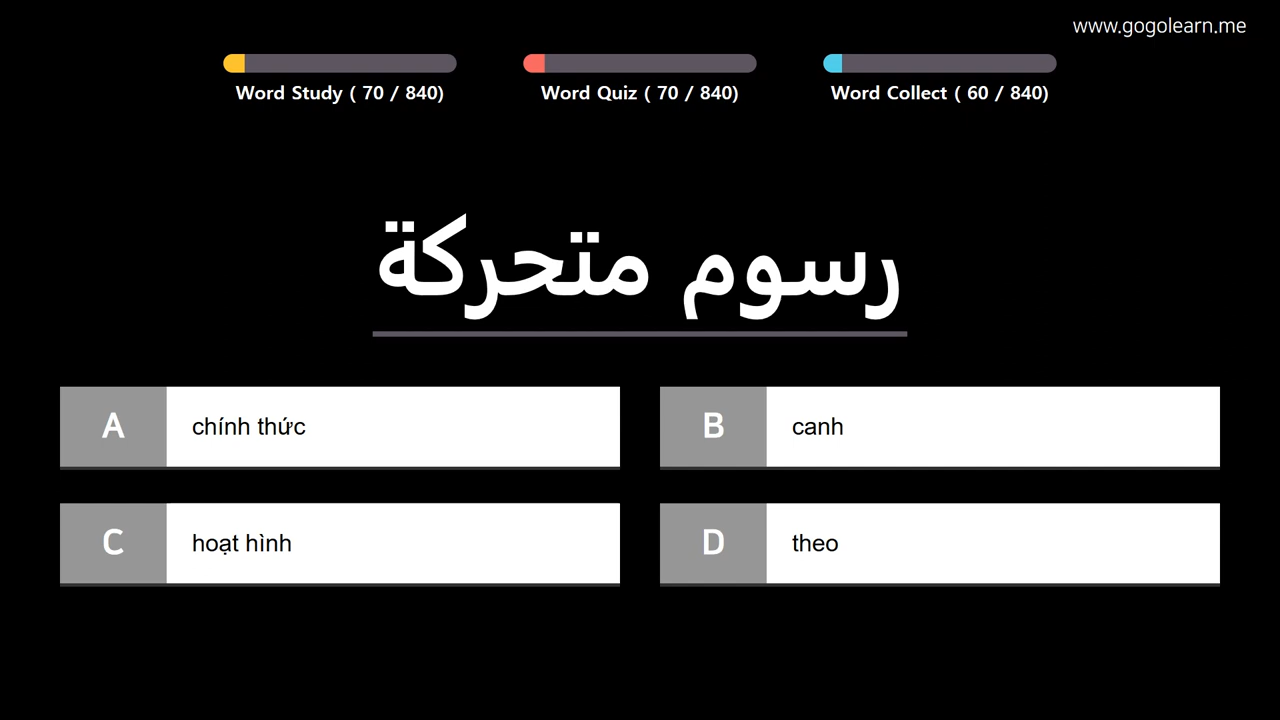 www.gogolearn.me
Word Study ( 70 / 840)
Word Quiz ( 70 / 840)
Word Collect ( 60 / 840)
رسوم متحركة
A chính thức
B canh
C hoạt hình
D theo